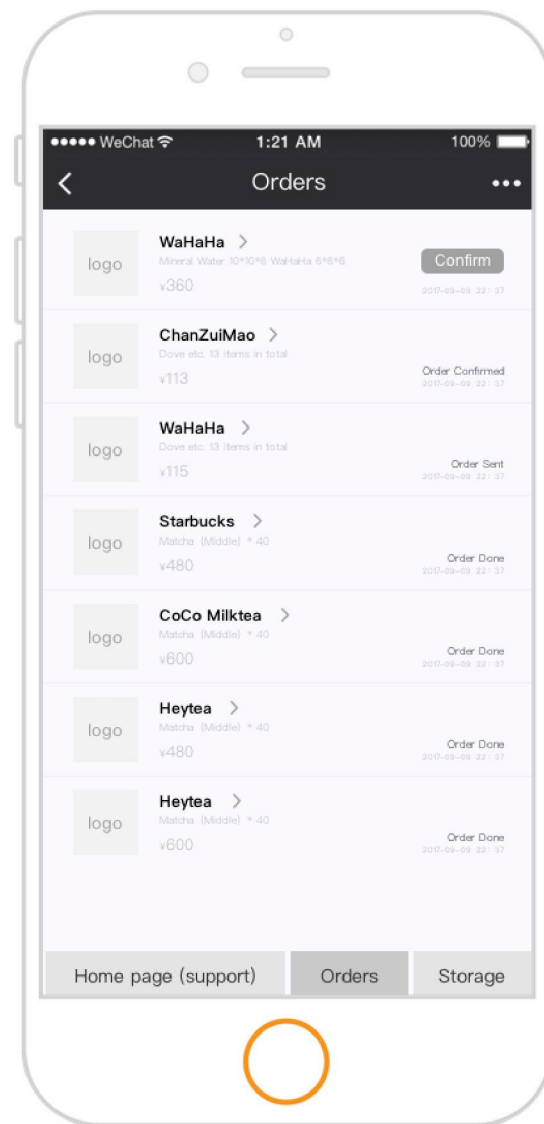 WeChat 1:21 AM 100%
Orders
logo
WaHaHa
Mineral Water 10*10*6 WaHaHa 6*6*6
¥360
Confirm
2017-09-09 22:37
logo
ChanZuiMao
Dove etc. 13 items in total
¥113
Order Confirmed
2017-09-09 22:37
logo
WaHaHa
Dove etc. 13 items in total
¥115
Order Sent
2017-09-09 22:37
logo
Starbucks
Matcha (Middle) * 40
¥480
Order Done
2017-09-09 22:37
logo
CoCo Milktea
Matcha (Middle) * 40
¥600
Order Done
2017-09-09 22:37
logo
Heytea
Matcha (Middle) * 40
¥480
Order Done
2017-09-09 22:37
logo
Heytea
Matcha (Middle) * 40
¥600
Order Done
2017-09-09 22:37
Home page (support) Orders Storage